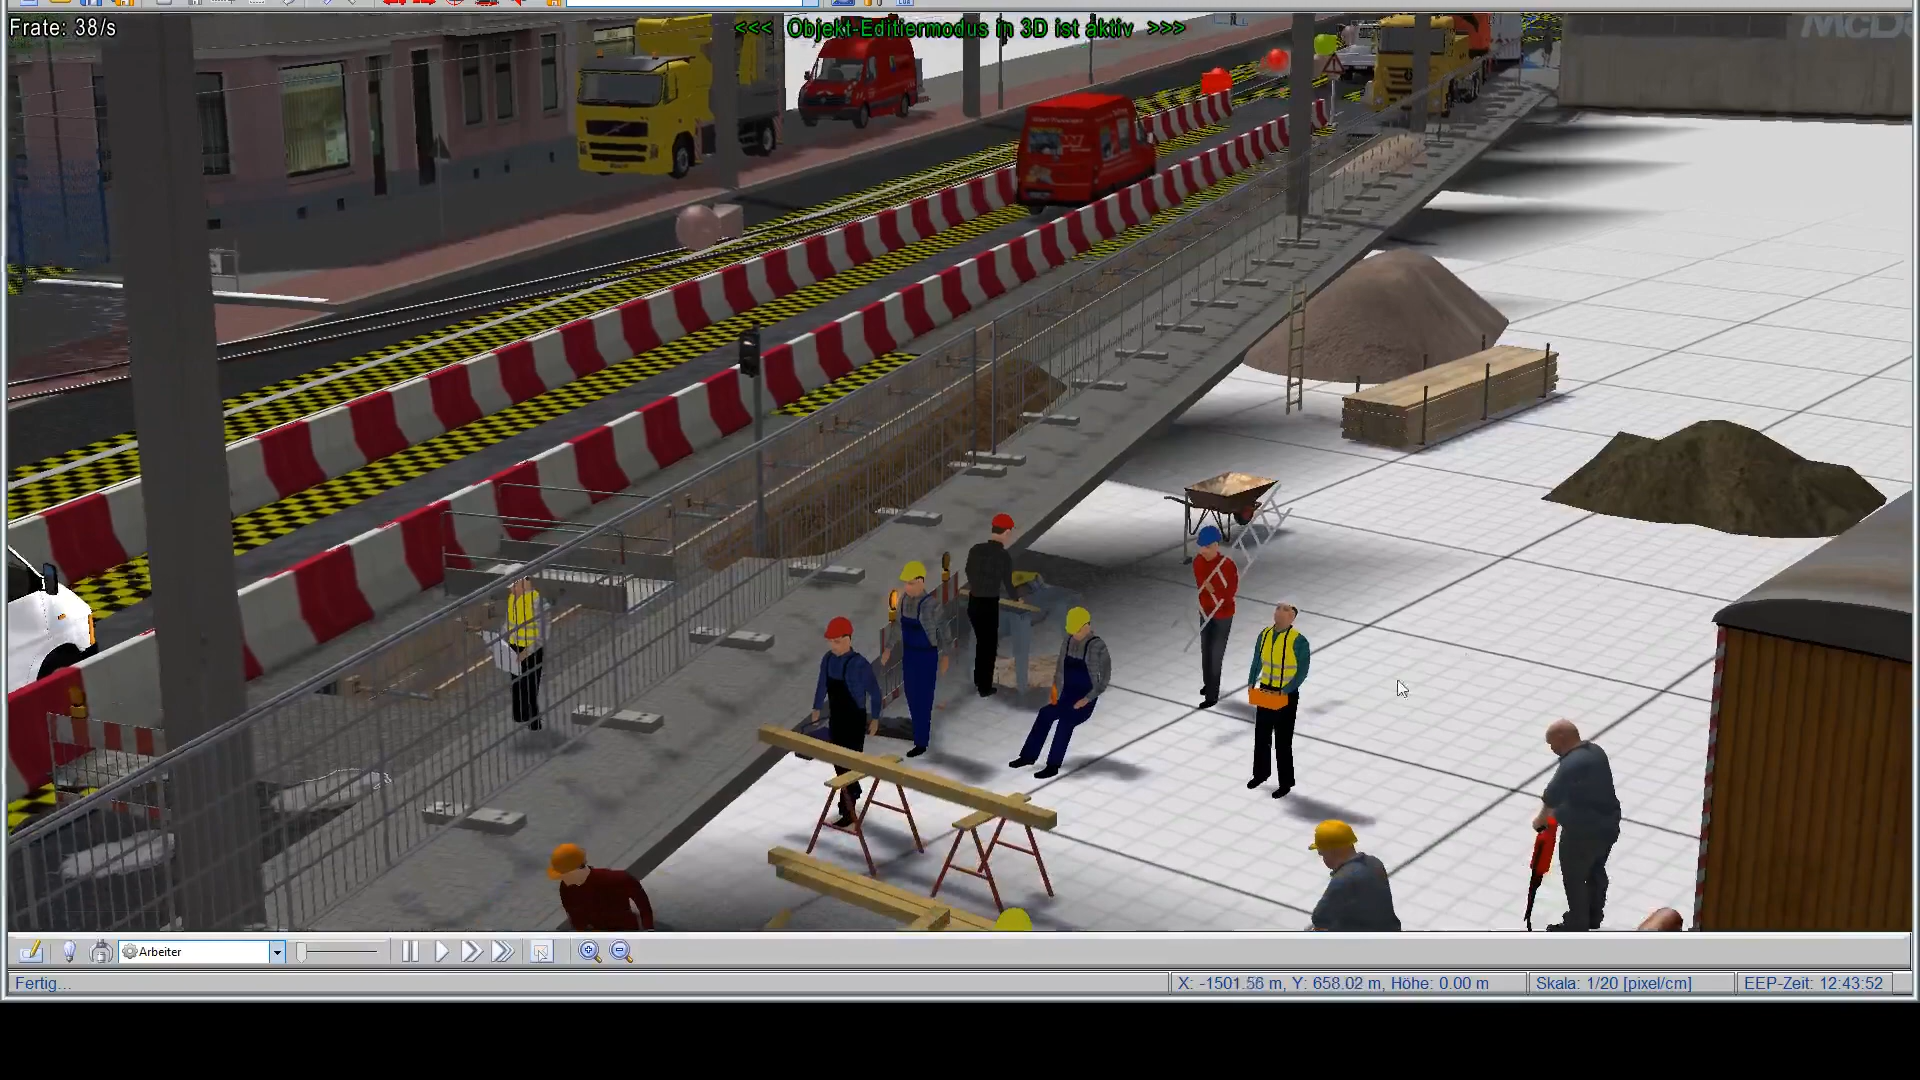 Frate: 38/s
<<< Objekt-Editiermodus in 3D ist aktiv >>>
McD
Arbeiter
Fertig...
X: -1501.56 m, Y: 658.02 m, Höhe: 0.00 m
Skala: 1/20 [pixel/cm]
EEP-Zeit: 12:43:52